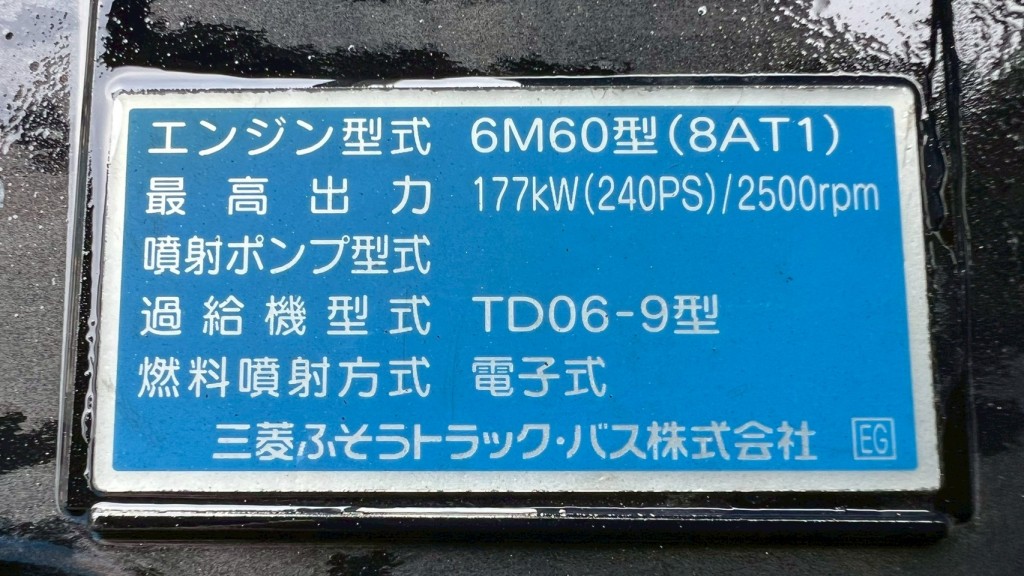 エンジン型式 6M60型(8AT1)
最高出力 177kW(240PS)/2500rpm
噴射ポンプ型式
過給機型式 TD06-9型
燃料噴射方式 電子式
三菱ふそうトラック・バス株式会社 EG